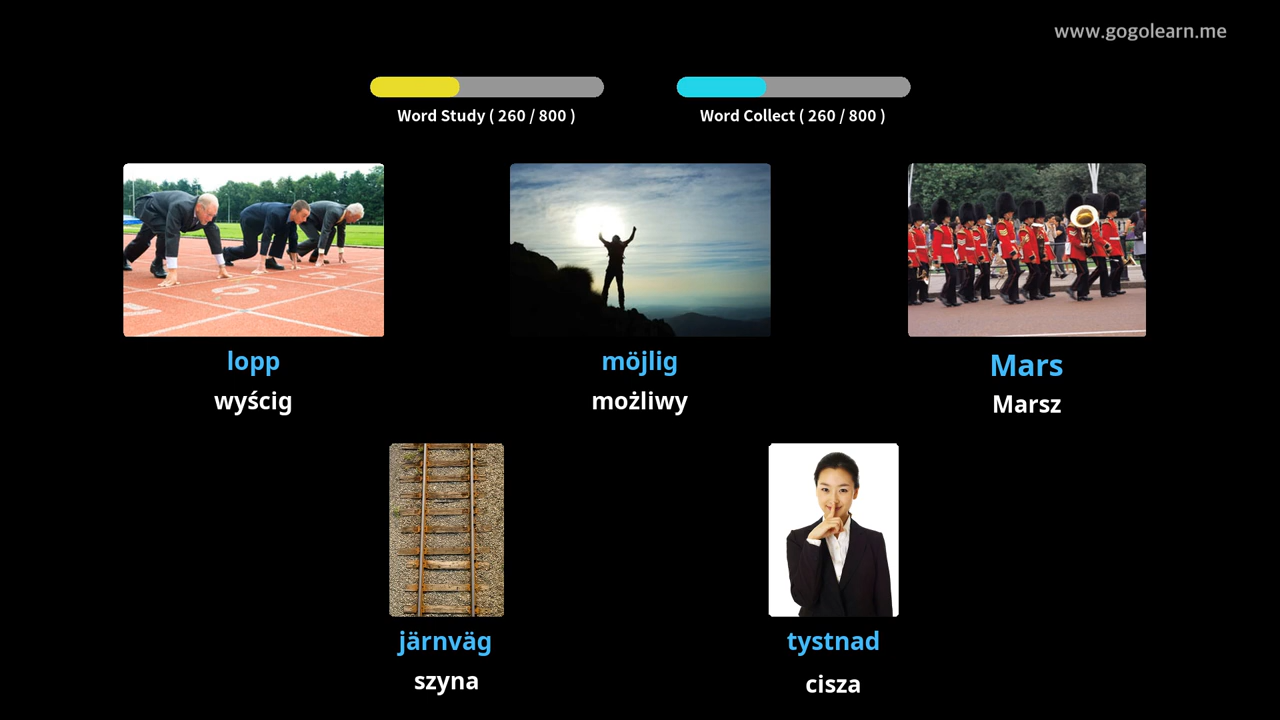 www.gogolearn.me
Word Study ( 260 / 800 )
Word Collect ( 260 / 800 )
lopp
wyścig
möjlig
możliwy
Mars
Marsz
järnväg
szyna
tystnad
cisza